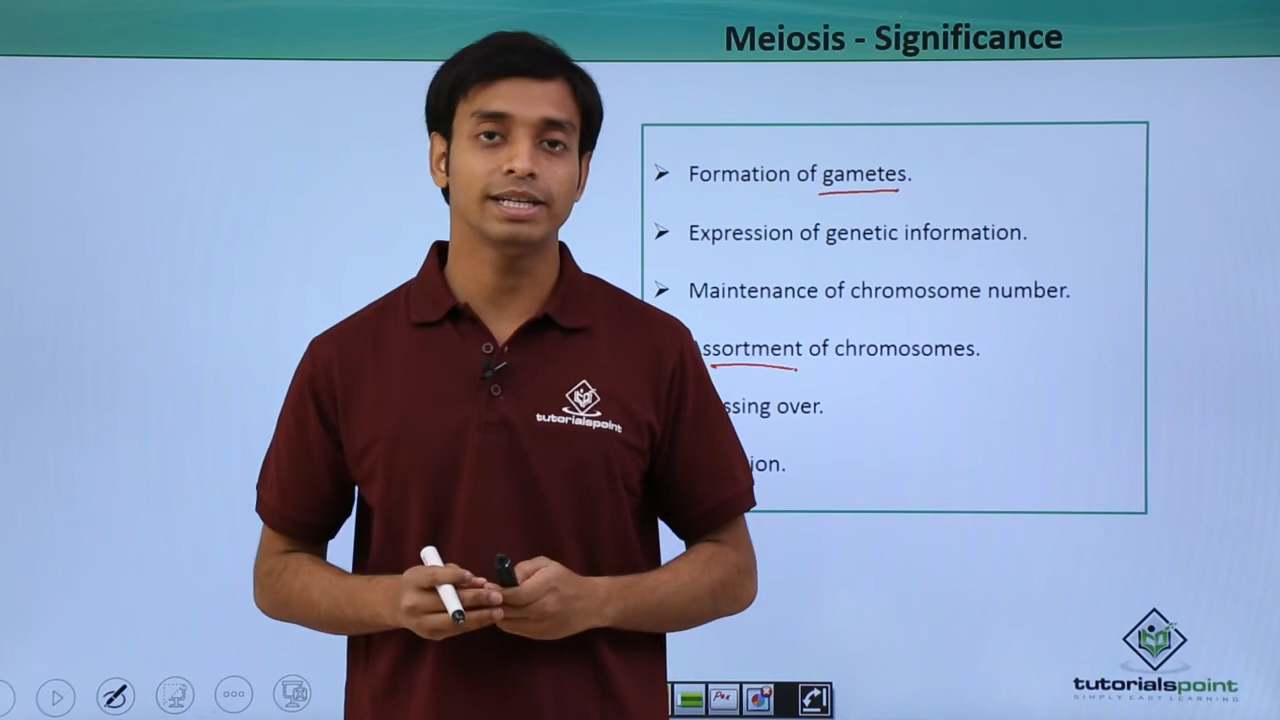 Meiosis - Significance
Formation of gametes.
Expression of genetic information.
Maintenance of chromosome number.
ssortment of chromosomes.
ssing over.
ion.
tutorialspoint
tutorialspoint
SIMPLY EASY LEARNING